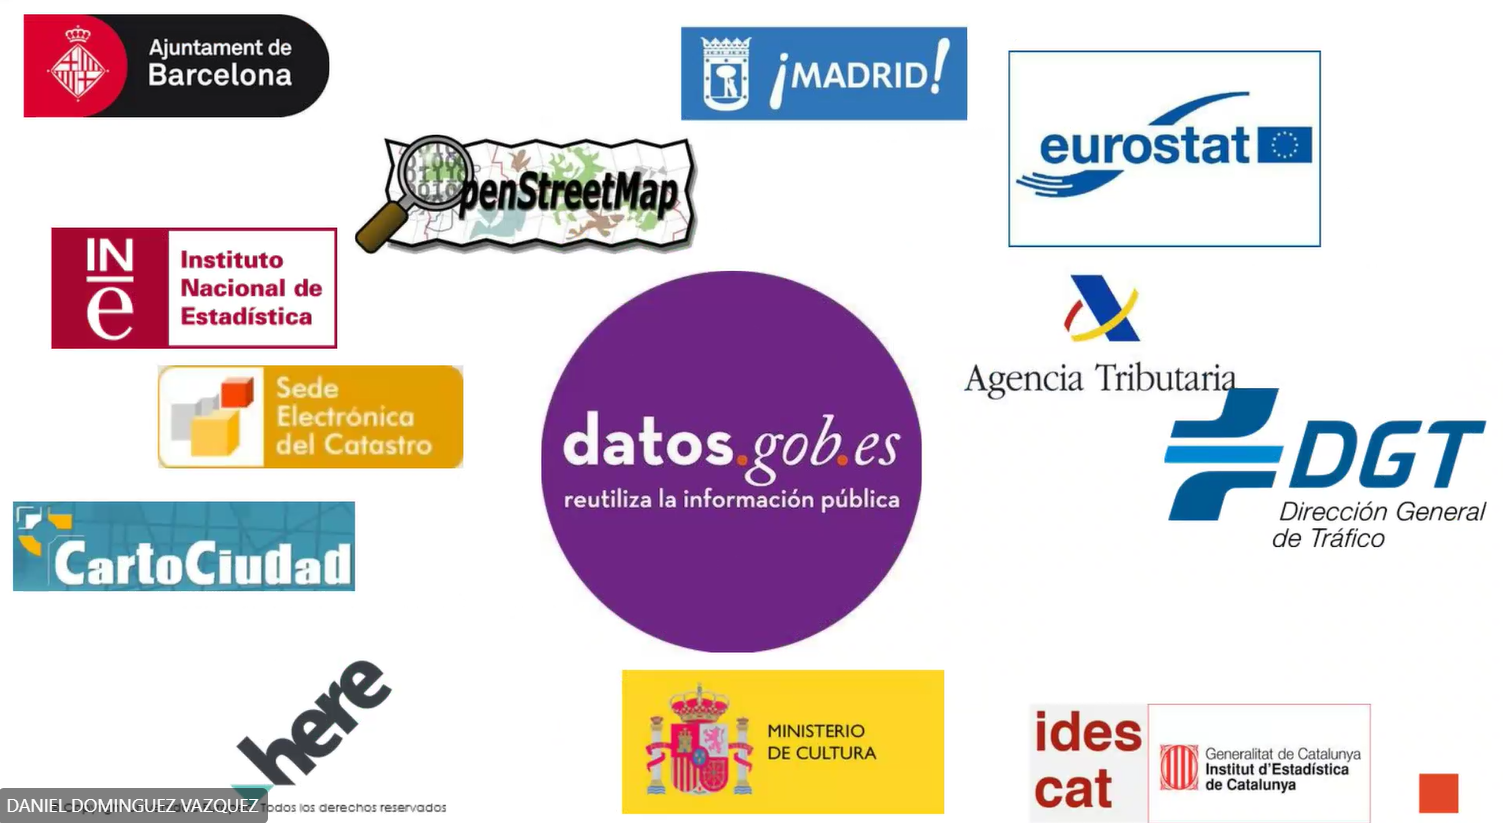 Ajuntament de
Barcelona
¡MADRID!
eurostat
penStreetMap
INe
Instituto
Nacional de
Estadística
Agencia Tributaria
Sede
Electrónica
del Catastro
datos.gob.es
reutiliza la información pública
DGT
Dirección General
de Tráfico
CartoCiudad
here
MINISTERIO
DE CULTURA
ides
cat
Generalitat de Catalunya
Institut d'Estadística
de Catalunya
DANIEL DOMINGUEZ VAZQUEZ
Todos los derechos reservados